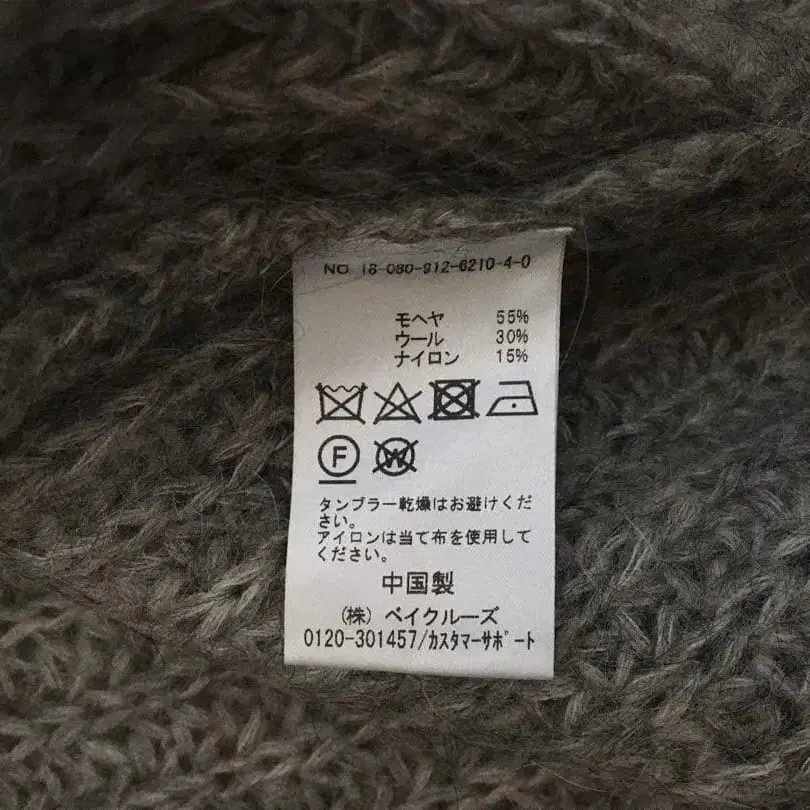 NO 18-080-912-6210-4-0
モヘヤ 55%
ウール 30%
ナイロン 15%
F
W
タンブラー乾燥はお避けくだ
さい。
アイロンは当て布を使用して
ください。
中国製
(株) ベイクルーズ
0120-301457/カスタマーサポート